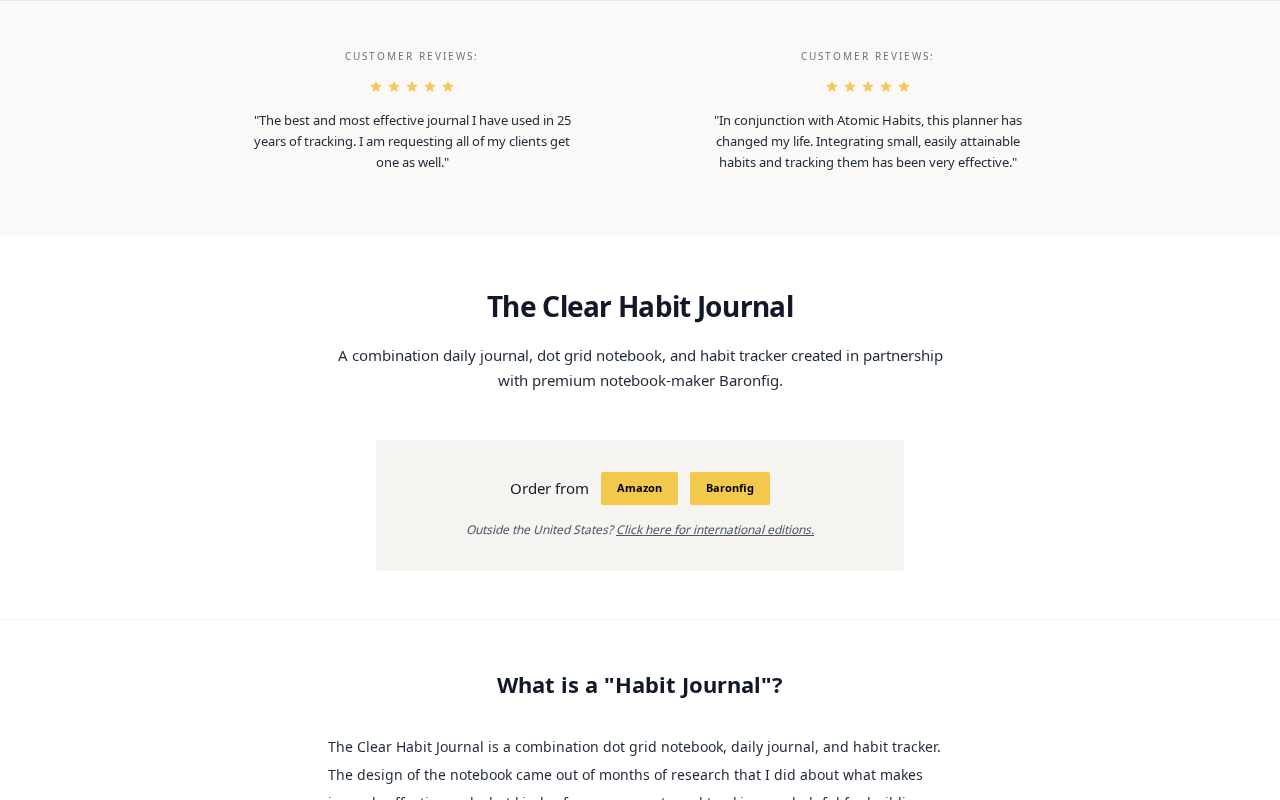 CUSTOMER REVIEWS:
"The best and most effective journal I have used in 25
years of tracking. I am requesting all of my clients get
one as well."
CUSTOMER REVIEWS:
"In conjunction with Atomic Habits, this planner has
changed my life. Integrating small, easily attainable
habits and tracking them has been very effective."
The Clear Habit Journal
A combination daily journal, dot grid notebook, and habit tracker created in partnership
with premium notebook-maker Baronfig.
Order from Amazon Baronfig
Outside the United States? Click here for international editions.
What is a "Habit Journal"?
The Clear Habit Journal is a combination dot grid notebook, daily journal, and habit tracker.
The design of the notebook came out of months of research that I did about what makes